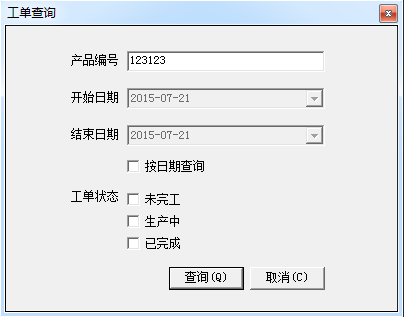 工单查询
产品编号 123123
开始日期 2015-07-21
结束日期 2015-07-21
按日期查询
工单状态 未完工
生产中
已完成
查询(Q) 取消(C)